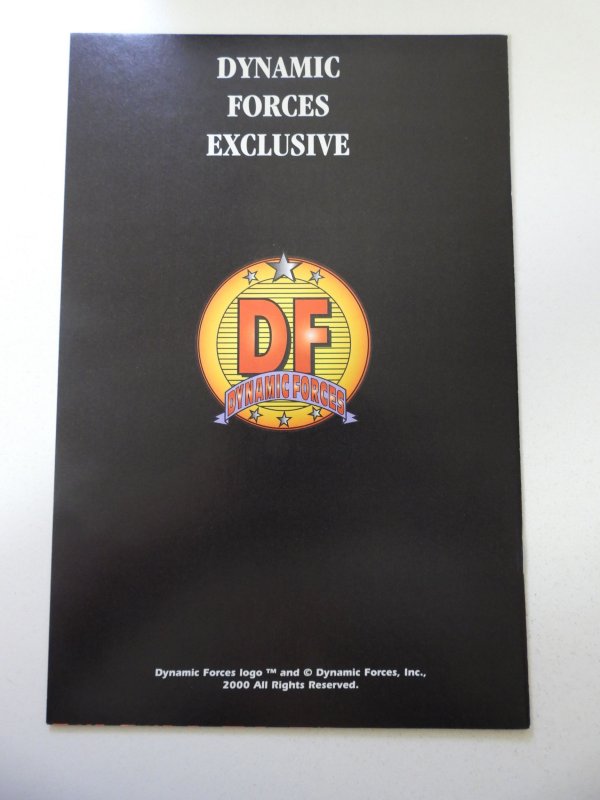 DYNAMIC
FORCES
EXCLUSIVE
DF
DYNAMIC FORCES
Dynamic Forces logo ™ and © Dynamic Forces, Inc.,
2000 All Rights Reserved.